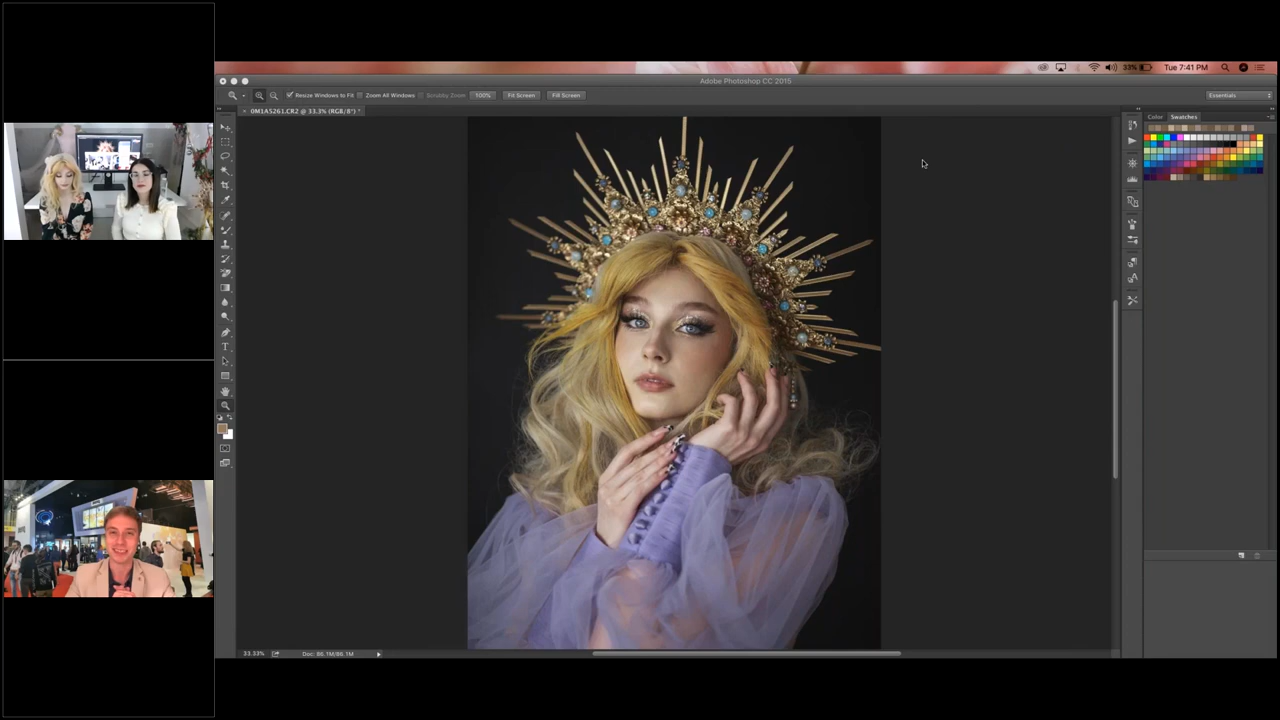 33% Tue 7:41 PM
Adobe Photoshop CC 2015
Resize Windows to Fit Zoom All Windows Scrubby Zoom 100% Fit Screen Fill Screen Essentials
× 0M1A5261.CR2 @ 33.3% (RGB/8*) *
Color Swatches
T
33.33% Doc: 86.1M/86.1M